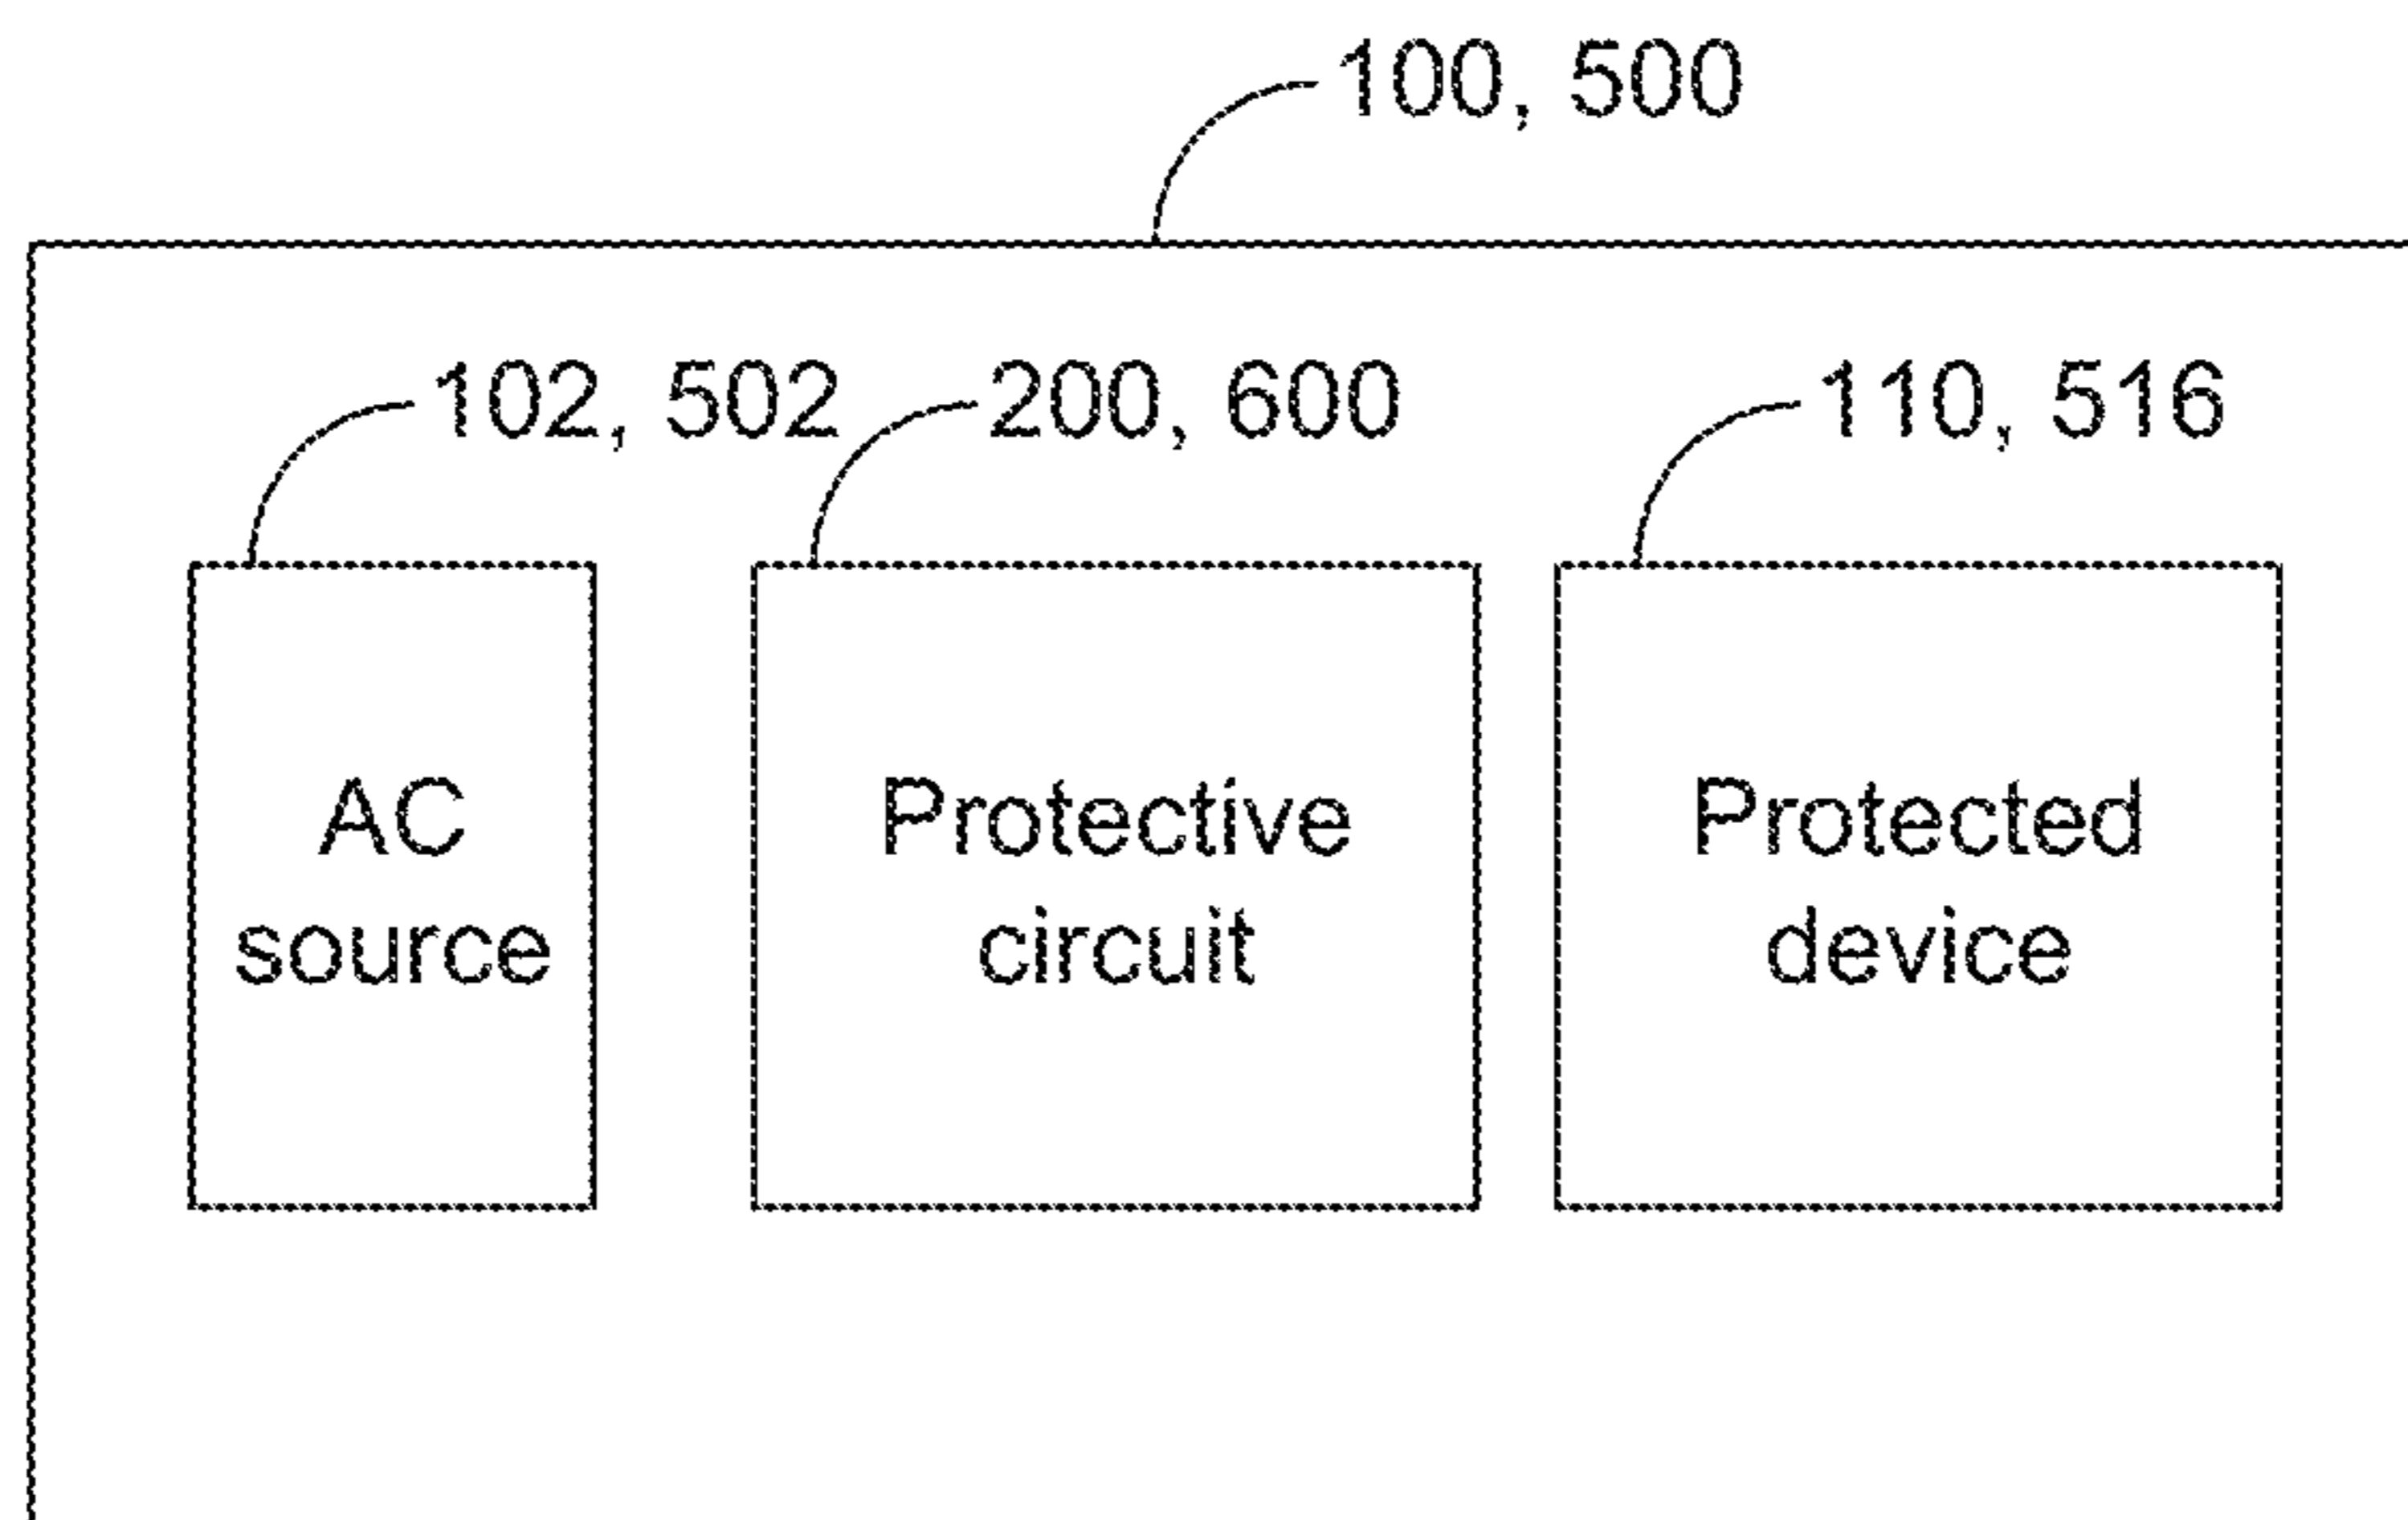 100, 500
102, 502
200, 600
110, 516
AC
source
Protective
circuit
Protected
device